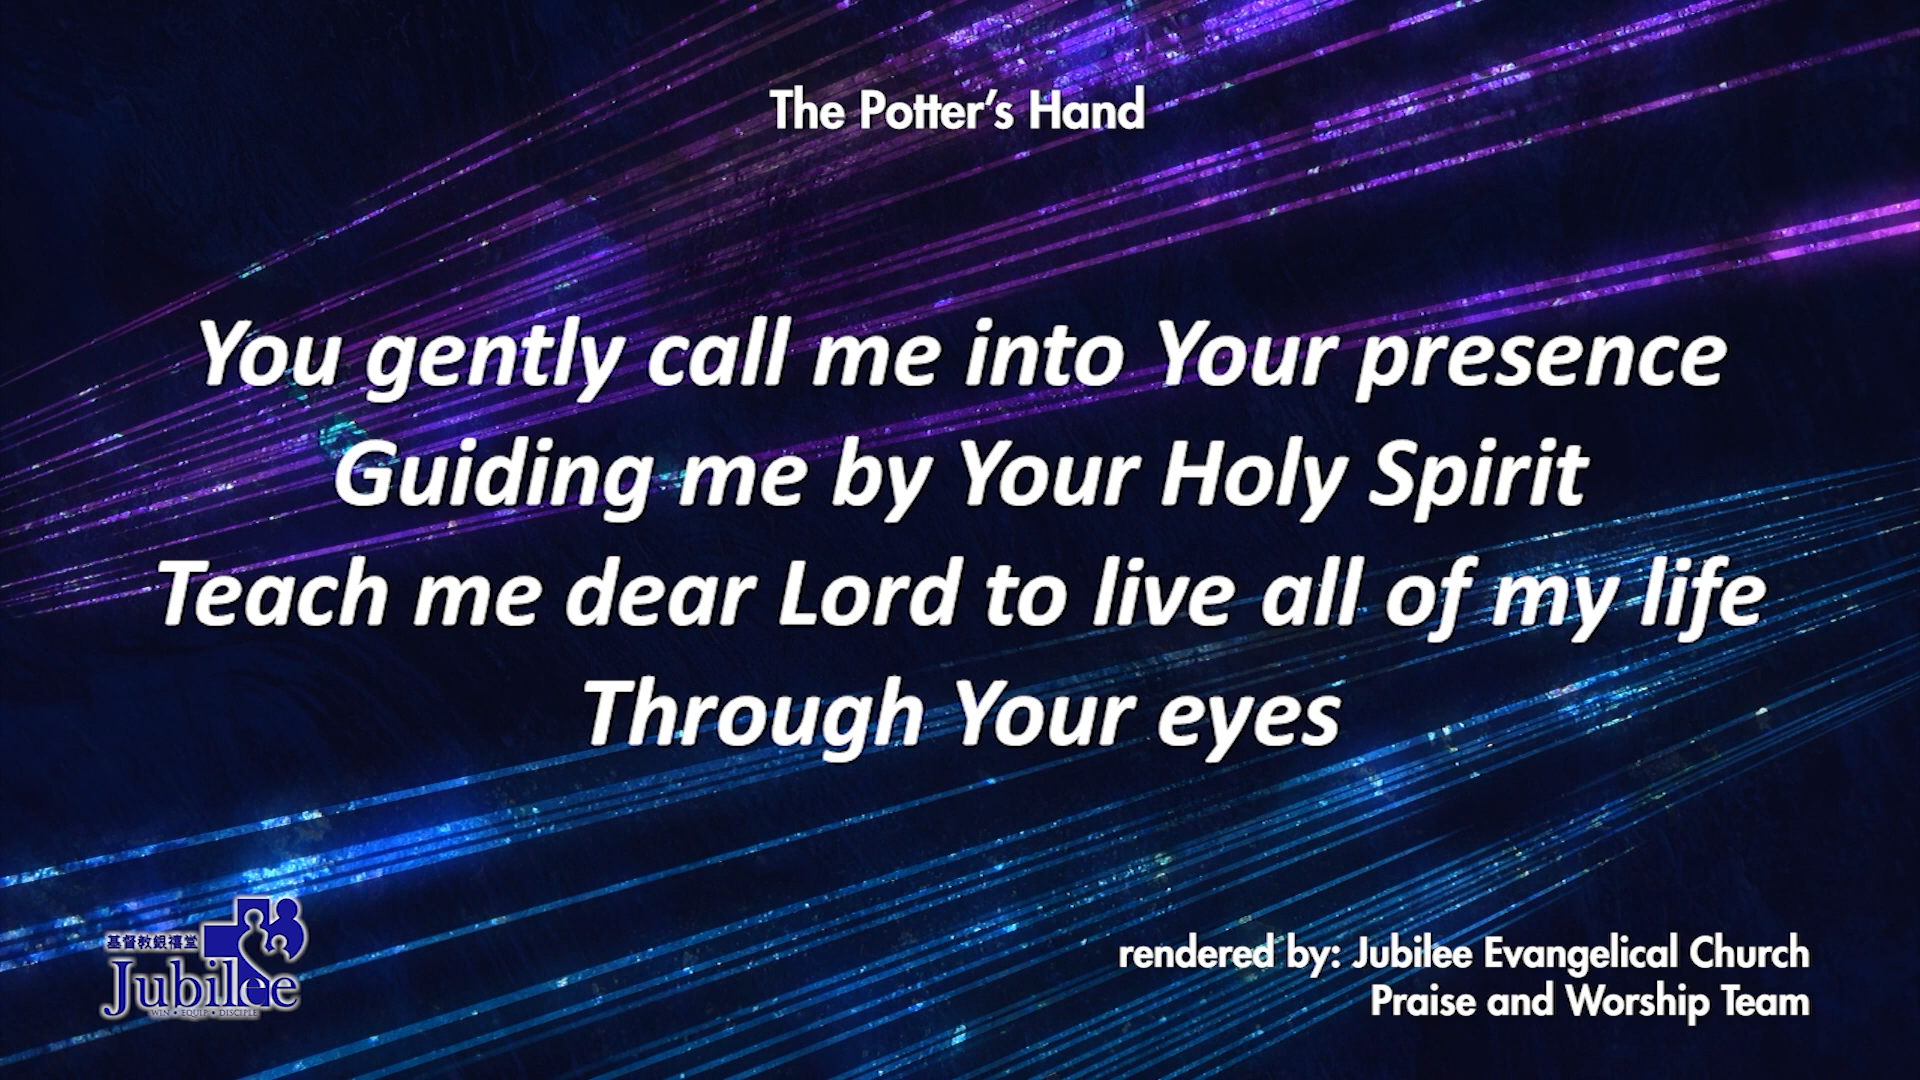 The Potter's Hand
You gently call me into Your presence
Guiding me by Your Holy Spirit
Teach me dear Lord to live all of my life
Through Your eyes
基督教銀禧堂
Jubilee
WIN • EQUIP • DISCIPLE
rendered by: Jubilee Evangelical Church
Praise and Worship Team